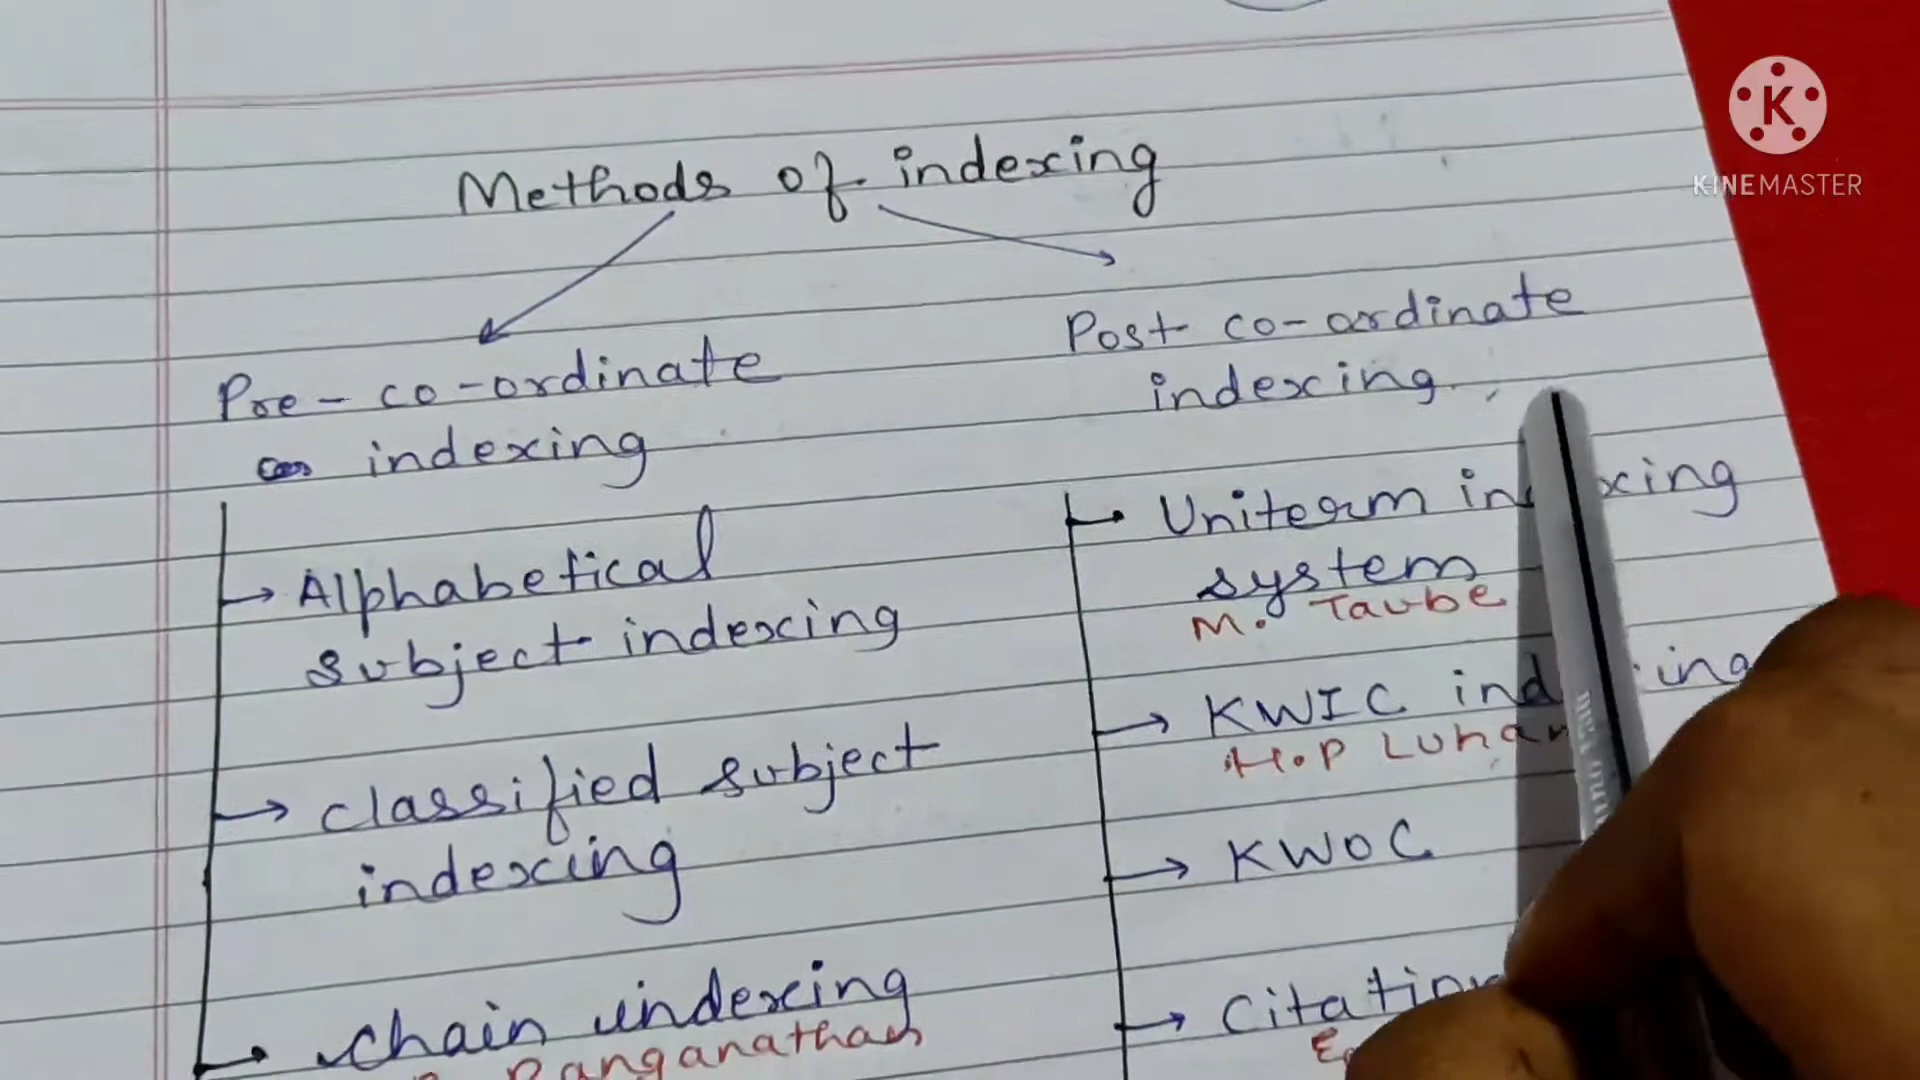 Methods of indexing
Pre-co-ordinate
indexing
Alphabetical
subject indexing
classified subject
indexing
chain indexing
Ranganathan
Post co-ordinate
indexing
Uniterm
system
M. Taube
KWIC
H.P
KWOC
K
KINEMASTER